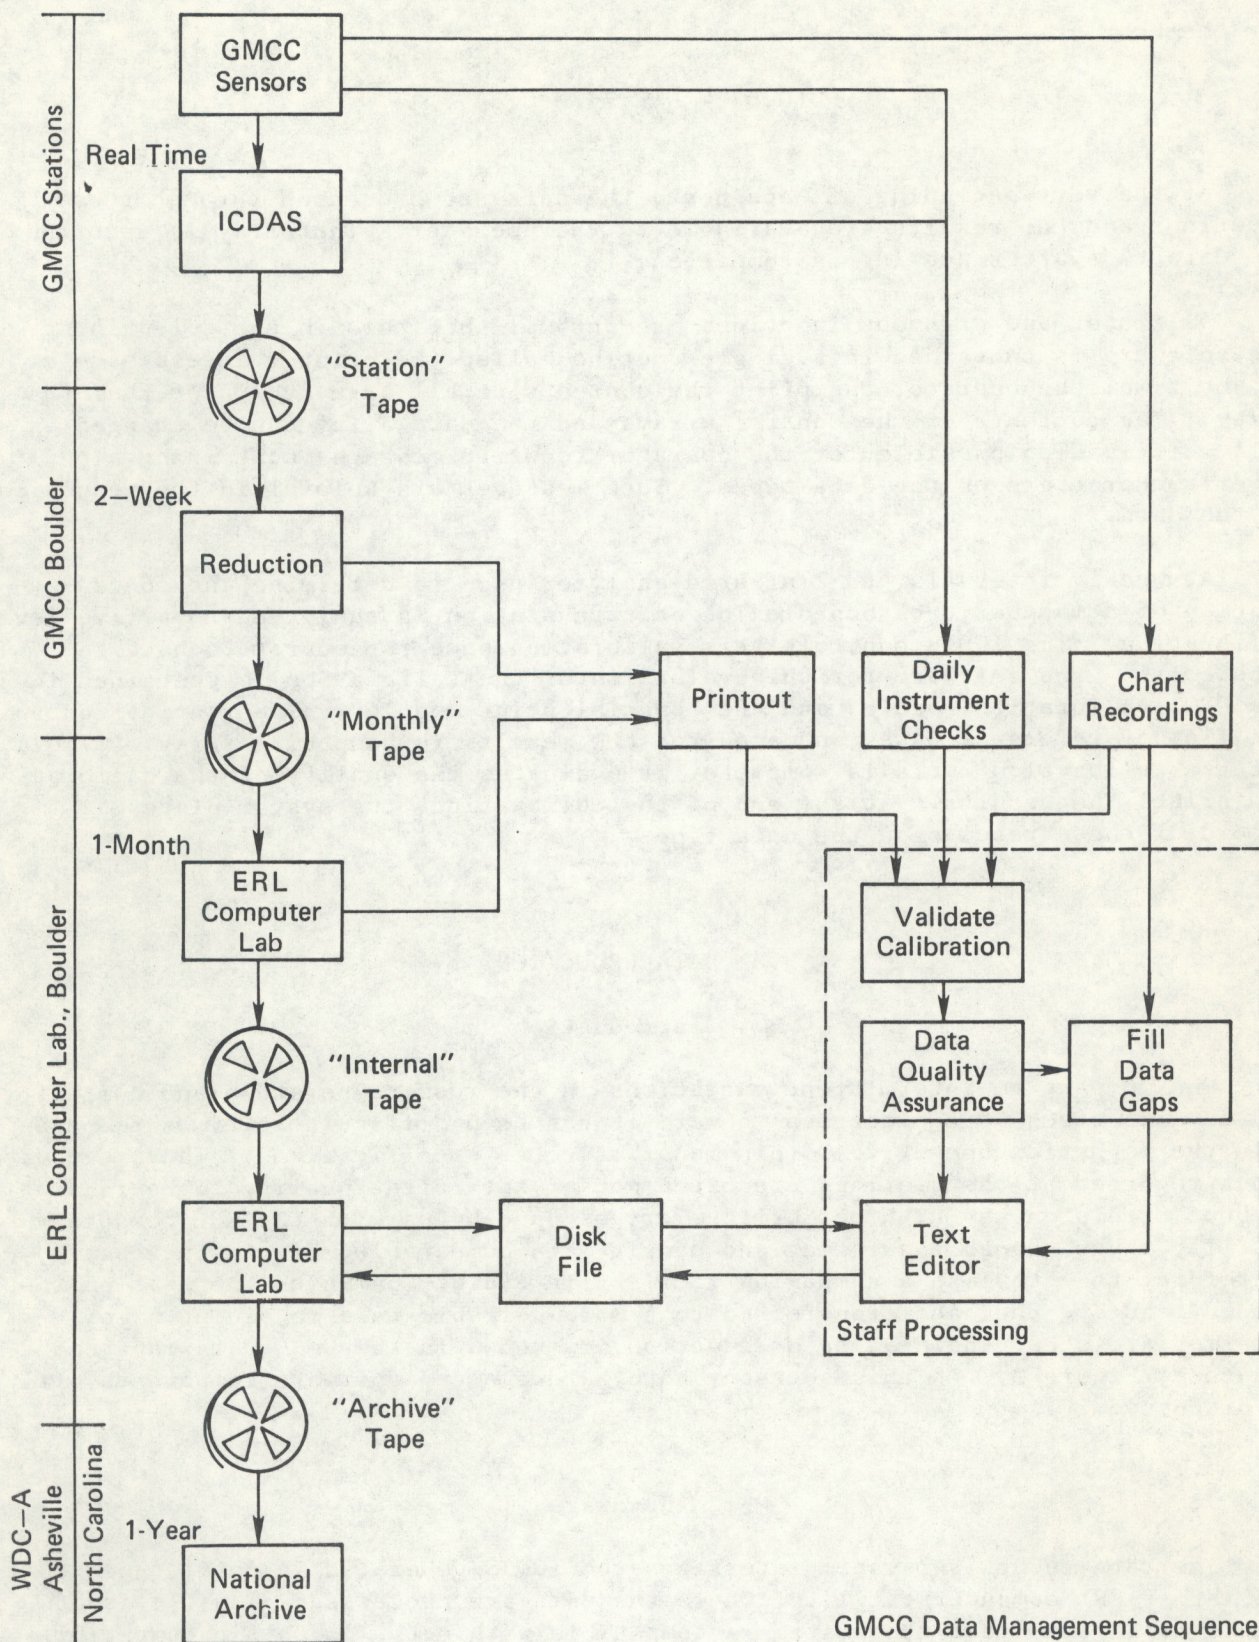 GMCC
Sensors
GMCC Stations
Real Time
ICDAS
"Station"
Tape
GMCC Boulder
2-Week
Reduction
"Monthly"
Tape
Printout
Daily
Instrument
Checks
Chart
Recordings
ERL Computer Lab., Boulder
1-Month
ERL
Computer
Lab
Validate
Calibration
"Internal"
Tape
Data
Quality
Assurance
Fill
Data
Gaps
ERL
Computer
Lab
Disk
File
Text
Editor
Staff Processing
"Archive"
Tape
WDC-A
Asheville
North Carolina
1-Year
National
Archive
GMCC Data Management Sequence